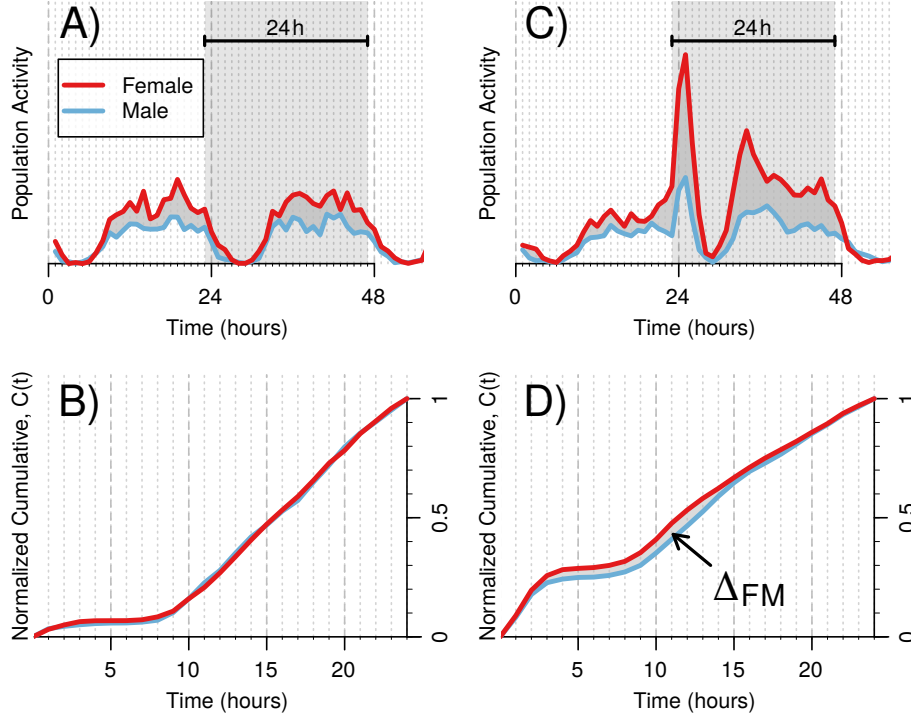 A)
24h
Population Activity
Female
Male
0 24 48
Time (hours)
C)
24h
Population Activity
0 24 48
Time (hours)
B)
Normalized Cumulative, C(t)
0 0.5 1
5 10 15 20
Time (hours)
D)
Normalized Cumulative, C(t)
Δ_FM
0 0.5 1
5 10 15 20
Time (hours)